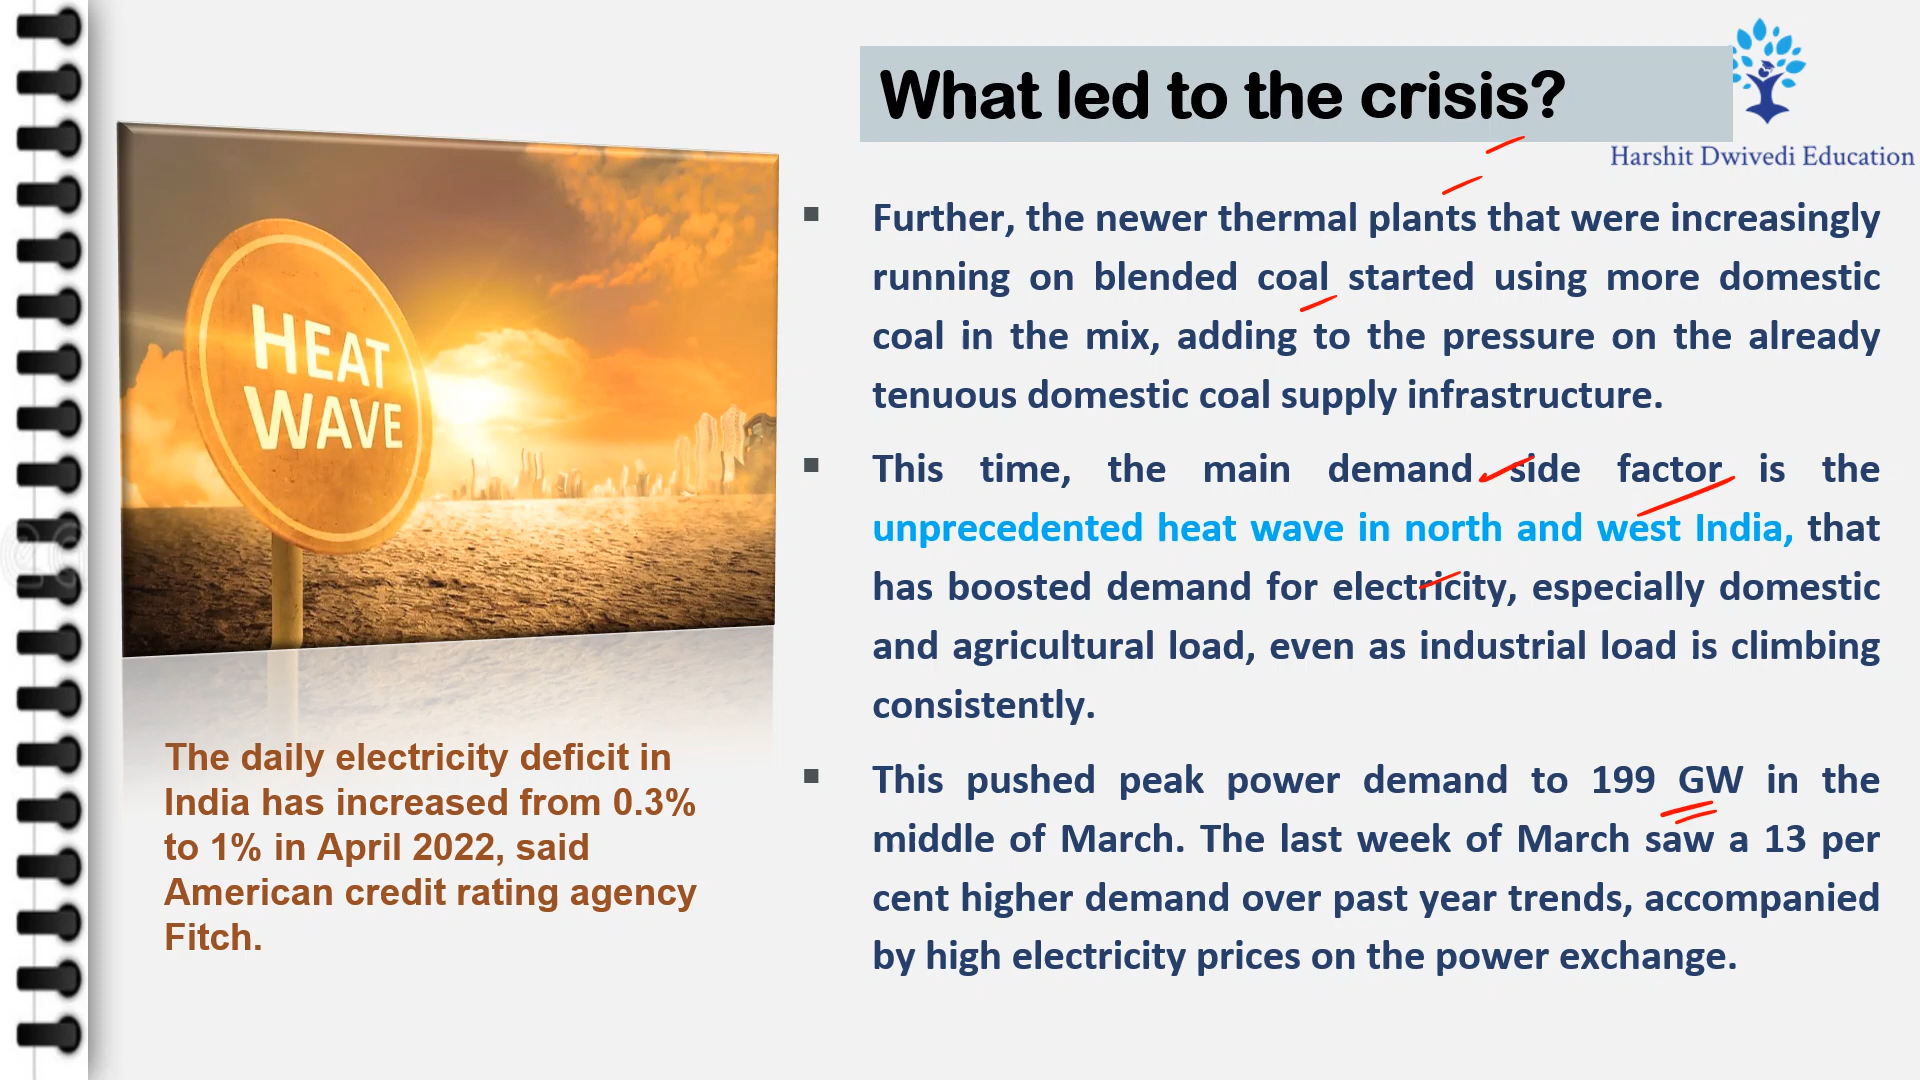 What led to the crisis?
Harshit Dwivedi Education
HEAT
WAVE
The daily electricity deficit in
India has increased from 0.3%
to 1% in April 2022, said
American credit rating agency
Fitch.
Further, the newer thermal plants that were increasingly
running on blended coal started using more domestic
coal in the mix, adding to the pressure on the already
tenuous domestic coal supply infrastructure.
This time, the main demand side factor is the
unprecedented heat wave in north and west India, that
has boosted demand for electricity, especially domestic
and agricultural load, even as industrial load is climbing
consistently.
This pushed peak power demand to 199 GW in the
middle of March. The last week of March saw a 13 per
cent higher demand over past year trends, accompanied
by high electricity prices on the power exchange.